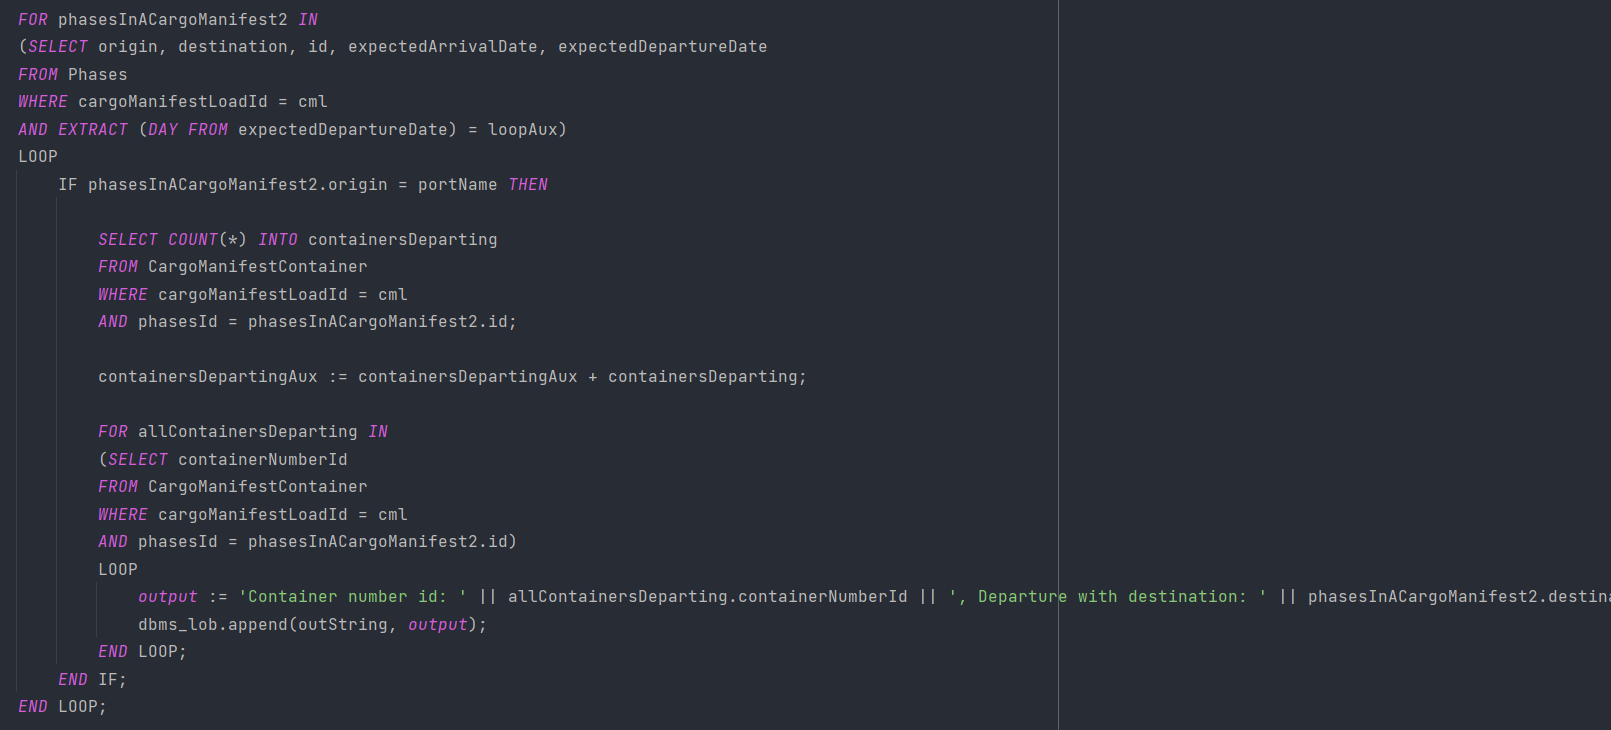 FOR phasesInACargoManifest2 IN
(SELECT origin, destination, id, expectedArrivalDate, expectedDepartureDate
FROM Phases
WHERE cargoManifestLoadId = cml
AND EXTRACT (DAY FROM expectedDepartureDate) = loopAux)
LOOP
IF phasesInACargoManifest2.origin = portName THEN
SELECT COUNT(*) INTO containersDeparting
FROM CargoManifestContainer
WHERE cargoManifestLoadId = cml
AND phasesId = phasesInACargoManifest2.id;
containersDepartingAux := containersDepartingAux + containersDeparting;
FOR allContainersDeparting IN
(SELECT containerNumberId
FROM CargoManifestContainer
WHERE cargoManifestLoadId = cml
AND phasesId = phasesInACargoManifest2.id)
LOOP
output := 'Container number id: ' || allContainersDeparting.containerNumberId || ', Departure with destination: ' || phasesInACargoManifest2.destina
dbms_lob.append(outString, output);
END LOOP;
END IF;
END LOOP;